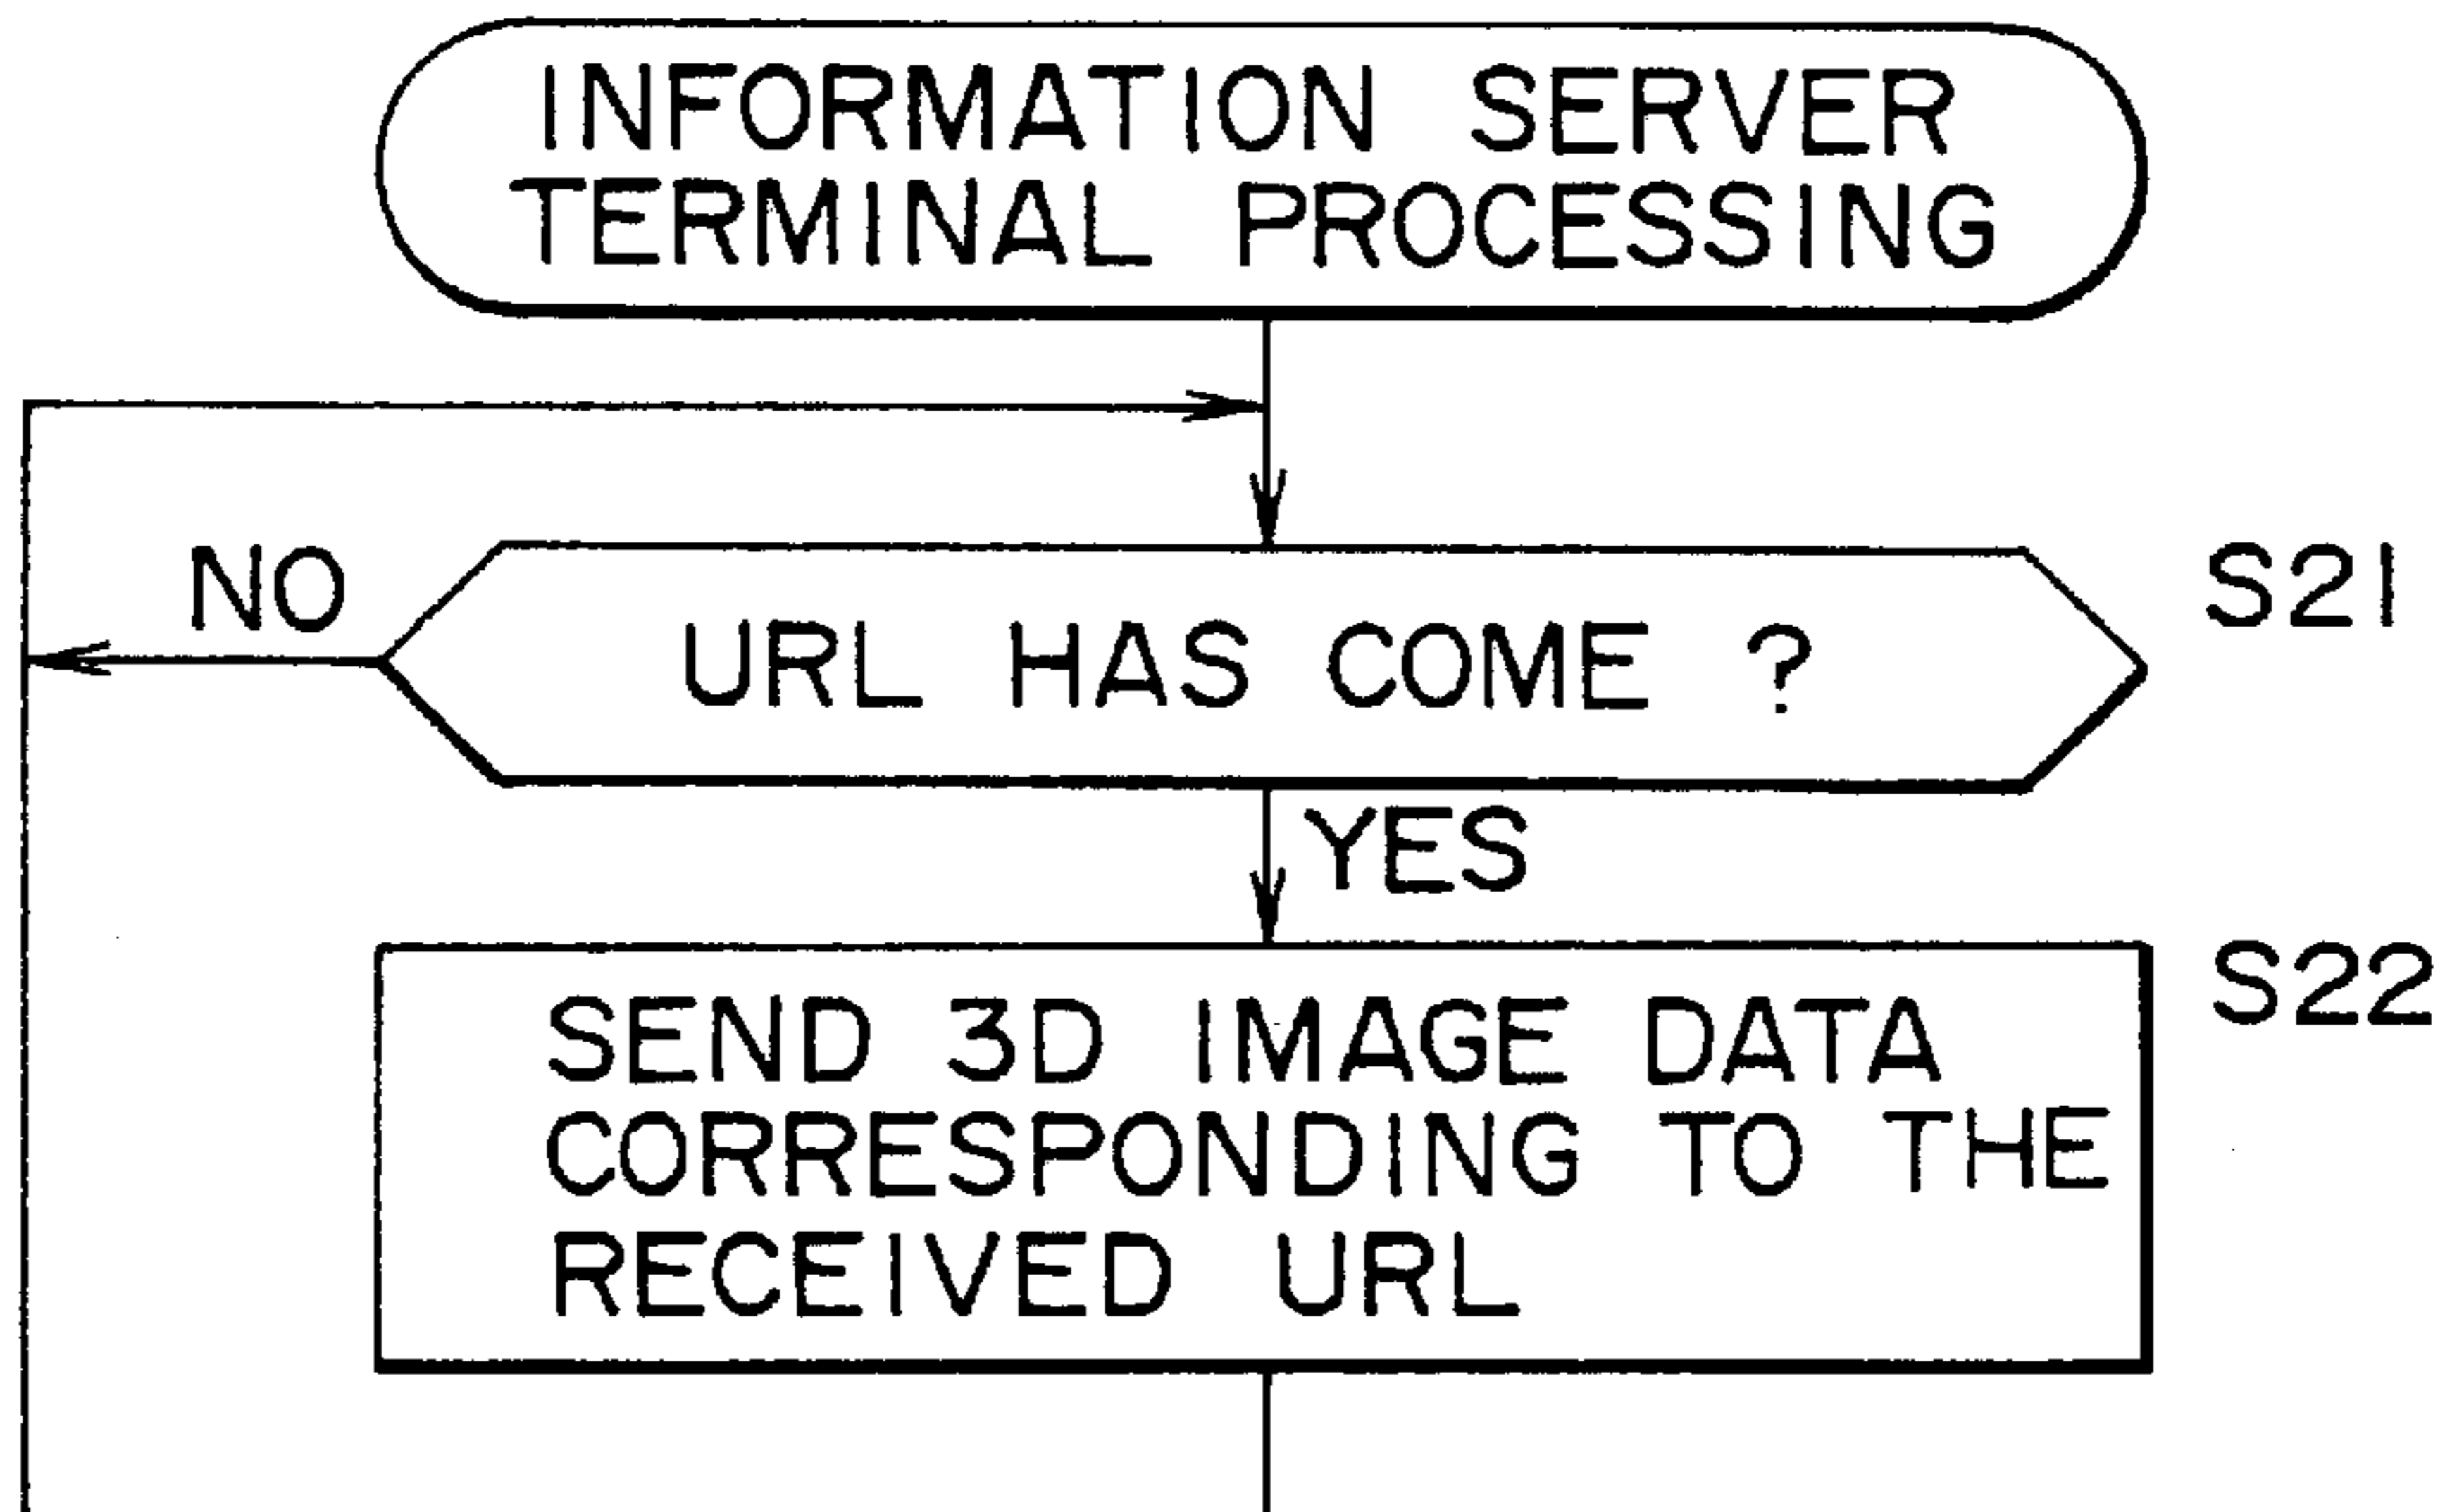 INFORMATION SERVER
TERMINAL PROCESSING
NO
URL HAS COME ?
S21
YES
SEND 3D IMAGE DATA
CORRESPONDING TO THE
RECEIVED URL
S22